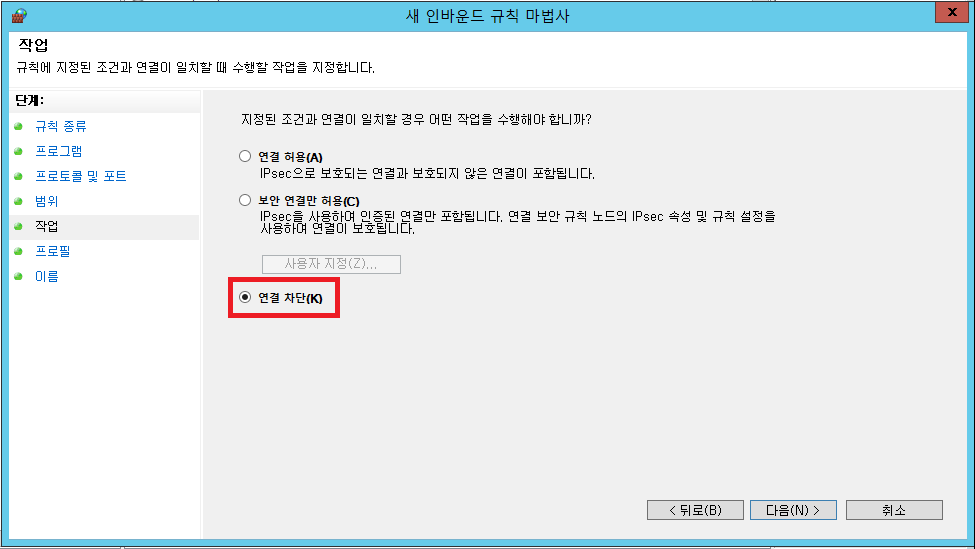 새 인바운드 규칙 마법사
x
작업
규칙에 지정된 조건과 연결이 일치할 때 수행할 작업을 지정합니다.
단계:
규칙 종류
프로그램
프로토콜 및 포트
범위
작업
프로필
이름
지정된 조건과 연결이 일치할 경우 어떤 작업을 수행해야 합니까?
연결 허용(A)
IPsec으로 보호되는 연결과 보호되지 않은 연결이 포함됩니다.
보안 연결만 허용(C)
IPsec을 사용하여 인증된 연결만 포함됩니다. 연결 보안 규칙 노드의 IPsec 속성 및 규칙 설정을
사용하여 연결이 보호됩니다.
사용자 지정(Z)...
연결 차단(K)
< 뒤로(B)
다음(N) >
취소